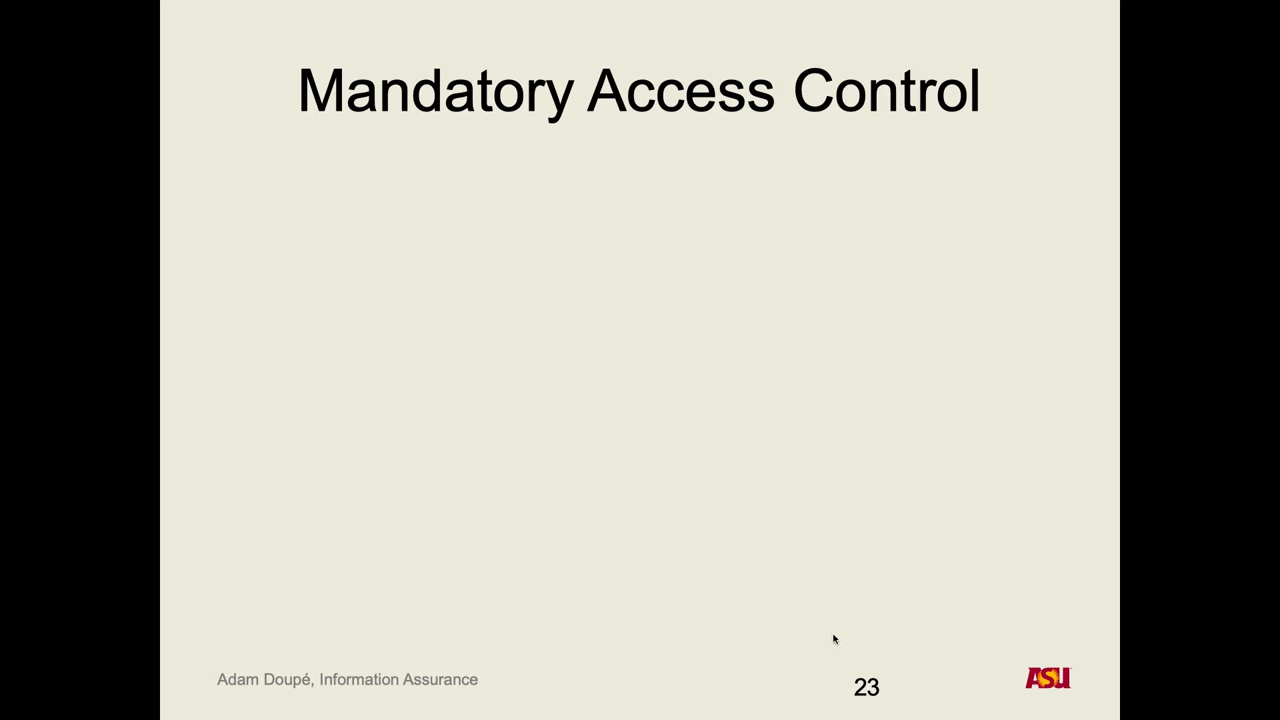 Mandatory Access Control
Adam Doupé, Information Assurance
23
ASU